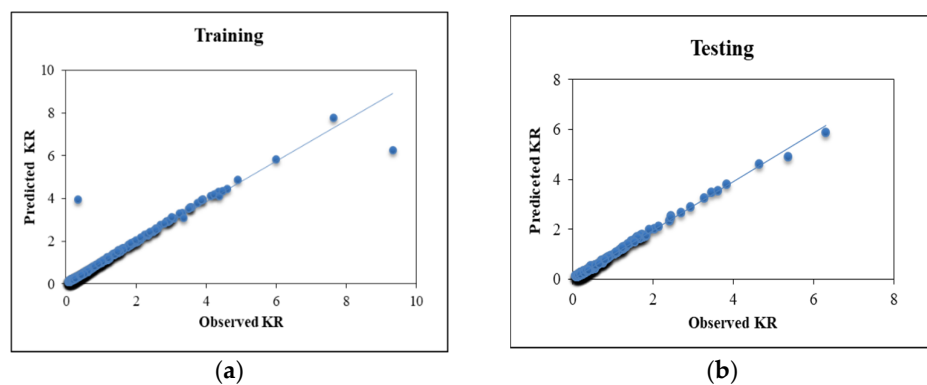 Training
10
8
6
4
2
0
0 2 4 6 8 10
Predicted KR
Observed KR
(a)
Testing
8
6
4
2
0
0 2 4 6 8
Prediceted KR
Observed KR
(b)